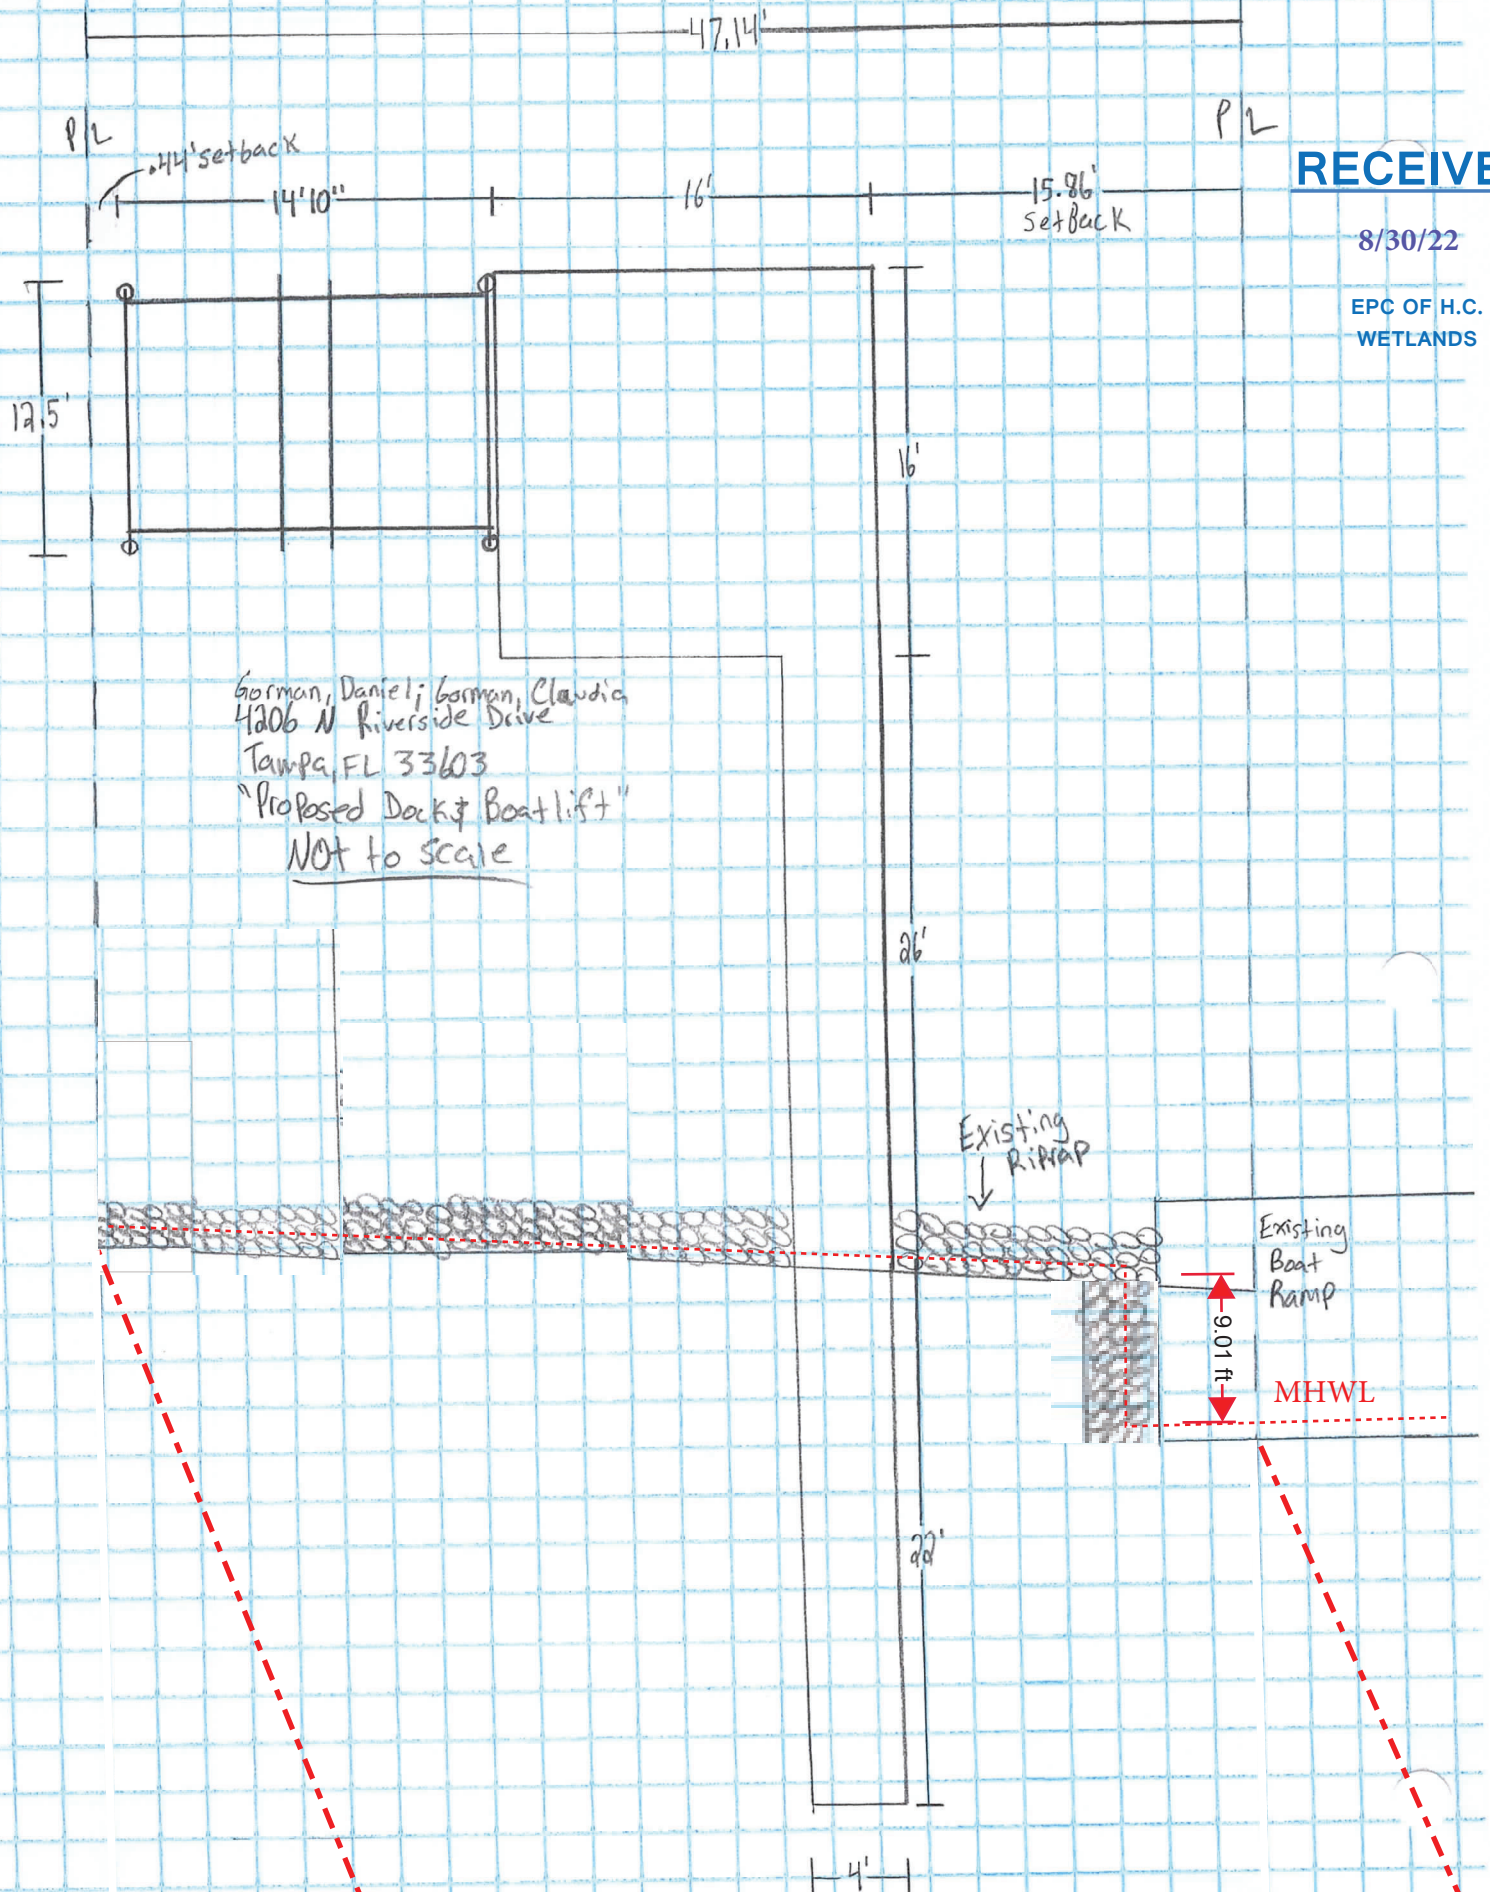 47.14'
P L
P L
.44' setback
14'10"
16'
15.86'
SetBack
RECEIVE
8/30/22
EPC OF H.C.
WETLANDS
12.5'
16'
Gorman, Daniel; Gorman, Claudia
4206 N Riverside Drive
Tampa, FL 33603
"Proposed Dock & Boatlift"
NOt to scale
26'
Existing
RipRap
Existing
Boat
Ramp
9.01 ft
MHWL
22'
4'